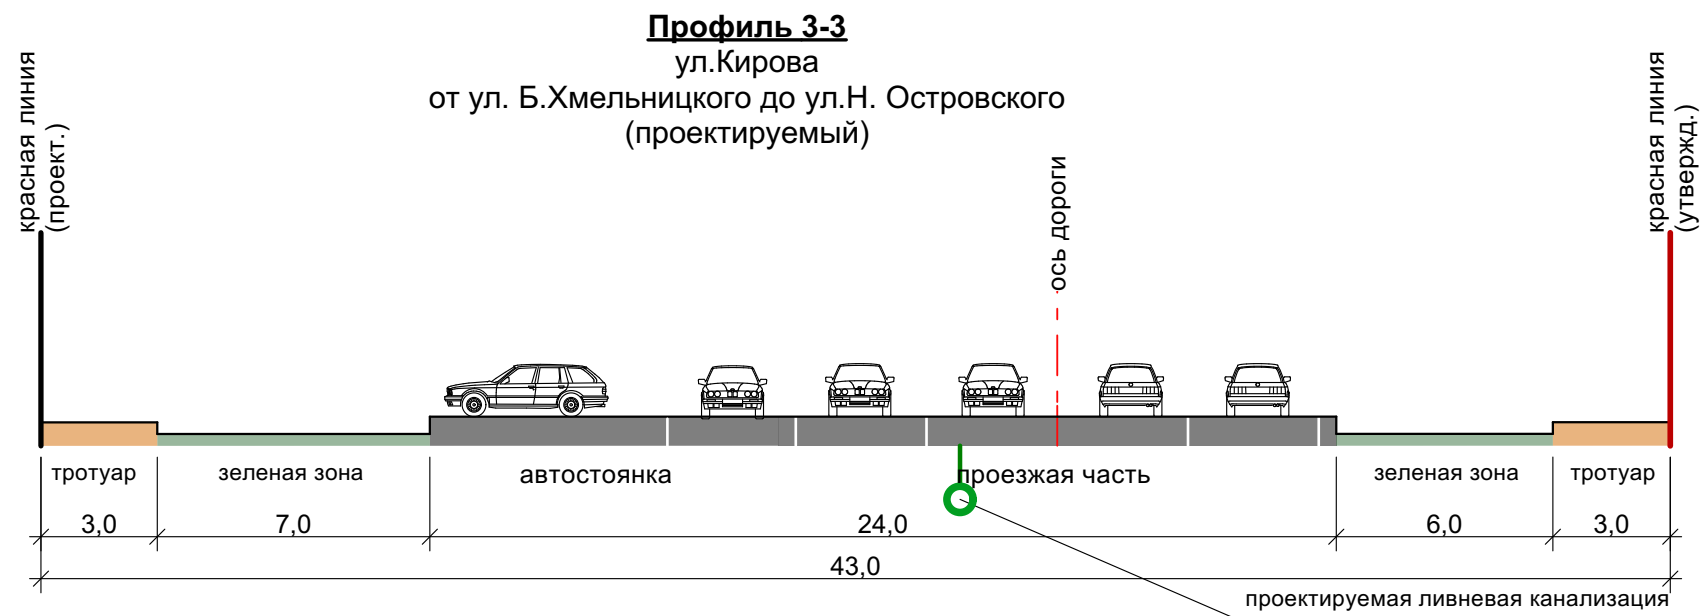 Профиль 3-3
ул.Кирова
от ул. Б.Хмельницкого до ул.Н. Островского
(проектируемый)
красная линия
(проект.)
ось дороги
красная линия
(утвержд.)
тротуар
зеленая зона
автостоянка
проезжая часть
зеленая зона
тротуар
3,0
7,0
24,0
6,0
3,0
43,0
проектируемая ливневая канализация